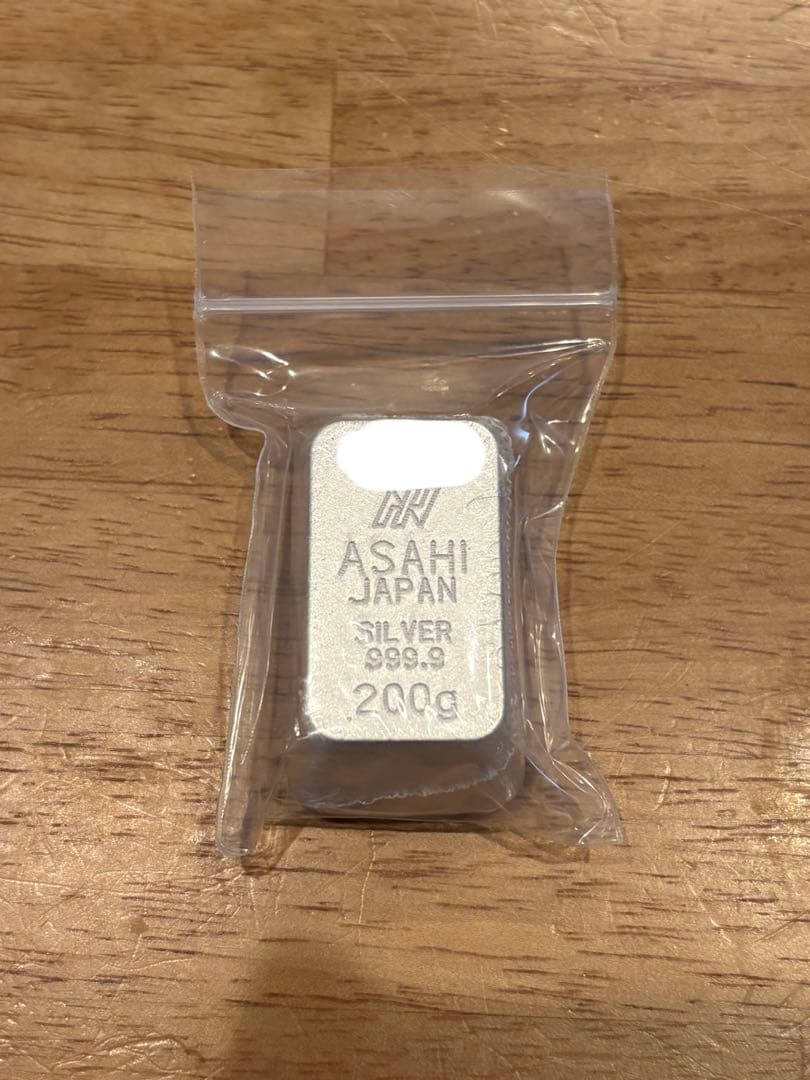 ASAHI
JAPAN
SILVER
999.9
200g